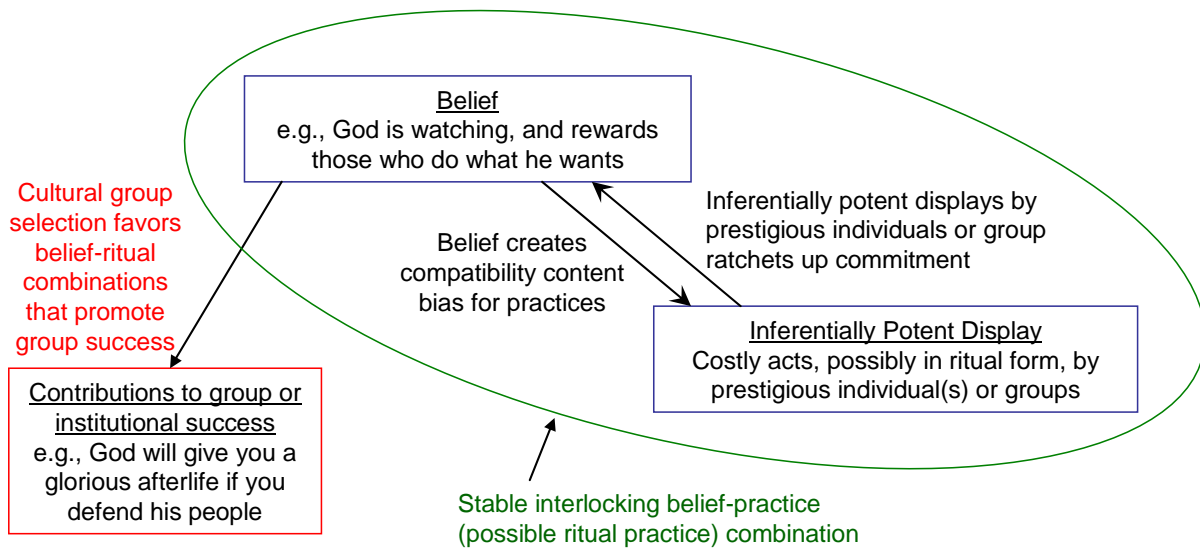 Belief
e.g., God is watching, and rewards
those who do what he wants
Cultural group
selection favors
belief-ritual
combinations
that promote
group success
Belief creates
compatibility content
bias for practices
Inferentially potent displays by
prestigious individuals or group
ratchets up commitment
Inferentially Potent Display
Costly acts, possibly in ritual form, by
prestigious individual(s) or groups
Contributions to group or
institutional success
e.g., God will give you a
glorious afterlife if you
defend his people
Stable interlocking belief-practice
(possible ritual practice) combination